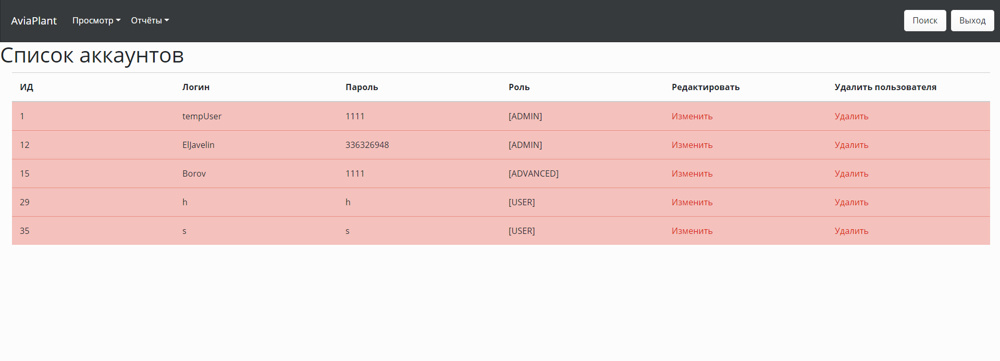 AviaPlant Просмотр Отчёты Поиск Выход
Список аккаунтов
ИД Логин Пароль Роль Редактировать Удалить пользователя
1 tempUser 1111 [ADMIN] Изменить Удалить
12 ElJavelin 336326948 [ADMIN] Изменить Удалить
15 Borov 1111 [ADVANCED] Изменить Удалить
29 h h [USER] Изменить Удалить
35 s s [USER] Изменить Удалить